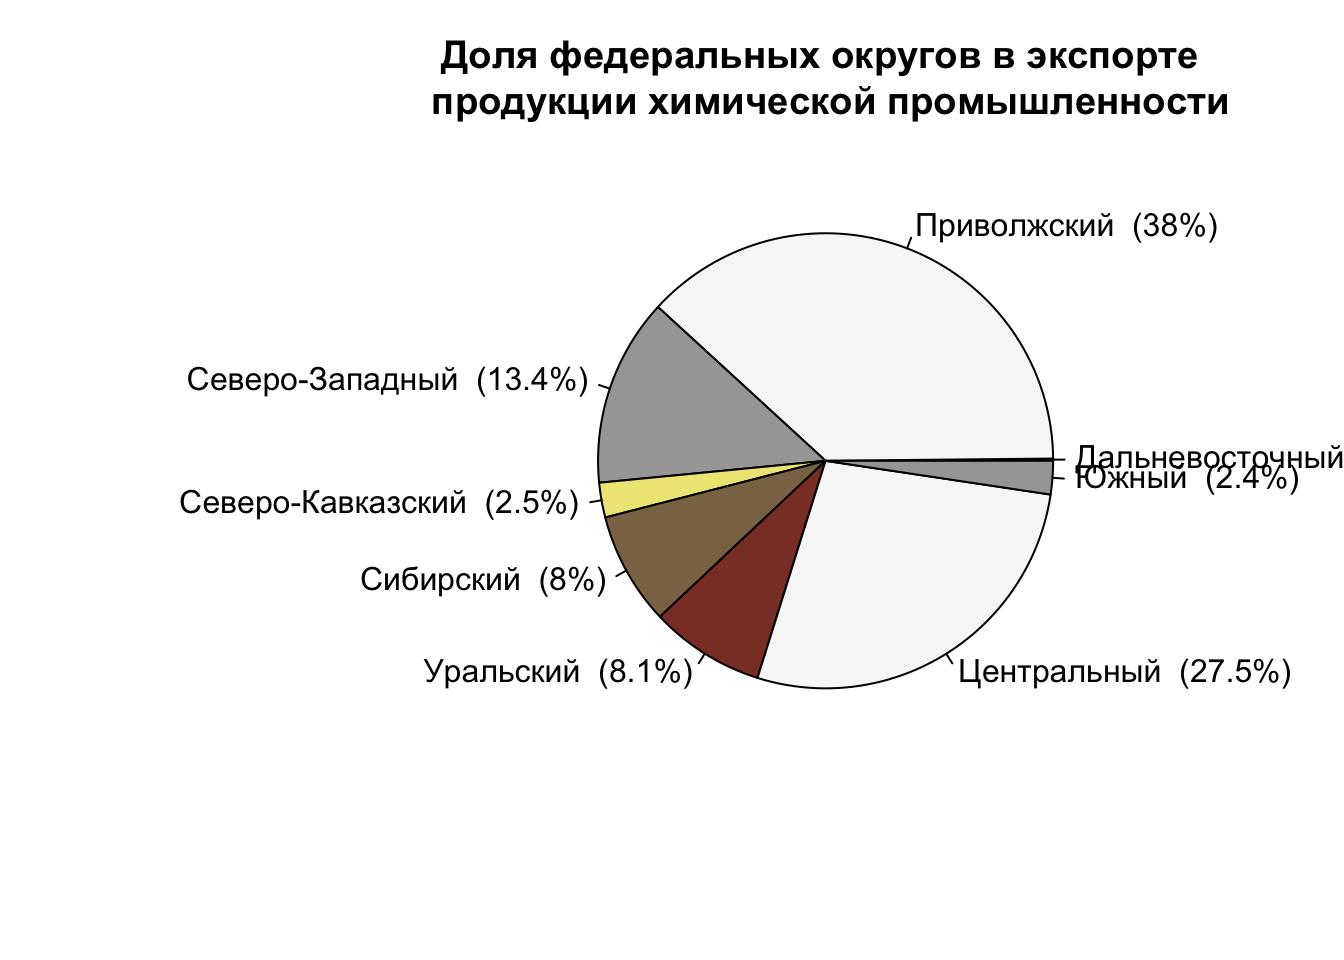 Доля федеральных округов в экспорте
продукции химической промышленности
Приволжский (38%)
Северо-Западный (13.4%)
Дальневосточный
Южный (2.4%)
Северо-Кавказский (2.5%)
Сибирский (8%)
Уральский (8.1%)
Центральный (27.5%)